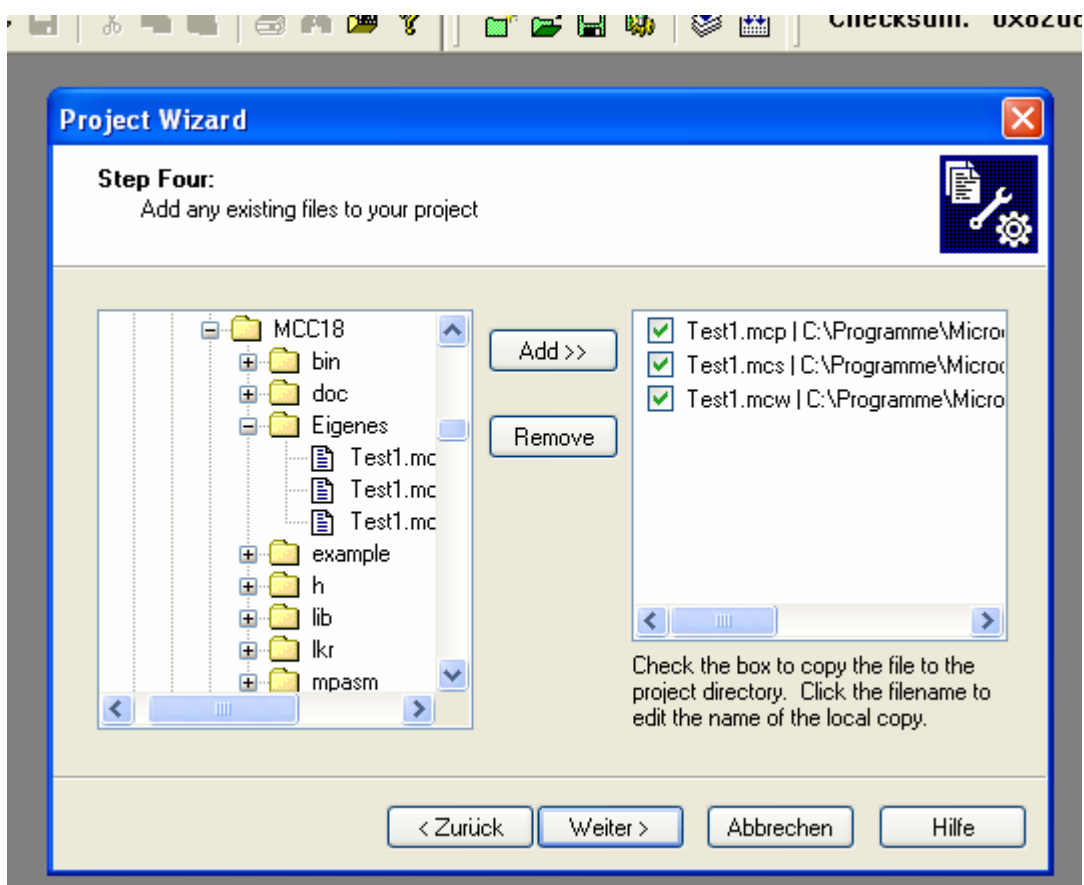 Checksum: 0x82d
Project Wizard
Step Four:
Add any existing files to your project
MCC18
bin
doc
Eigenes
Test1.mc
Test1.mc
Test1.mc
example
h
lib
lkr
mpasm
Add >>
Remove
Test1.mcp | C:\Programme\Micro
Test1.mcs | C:\Programme\Microc
Test1.mcw | C:\Programme\Micro
Check the box to copy the file to the
project directory. Click the filename to
edit the name of the local copy.
< Zurück
Weiter >
Abbrechen
Hilfe